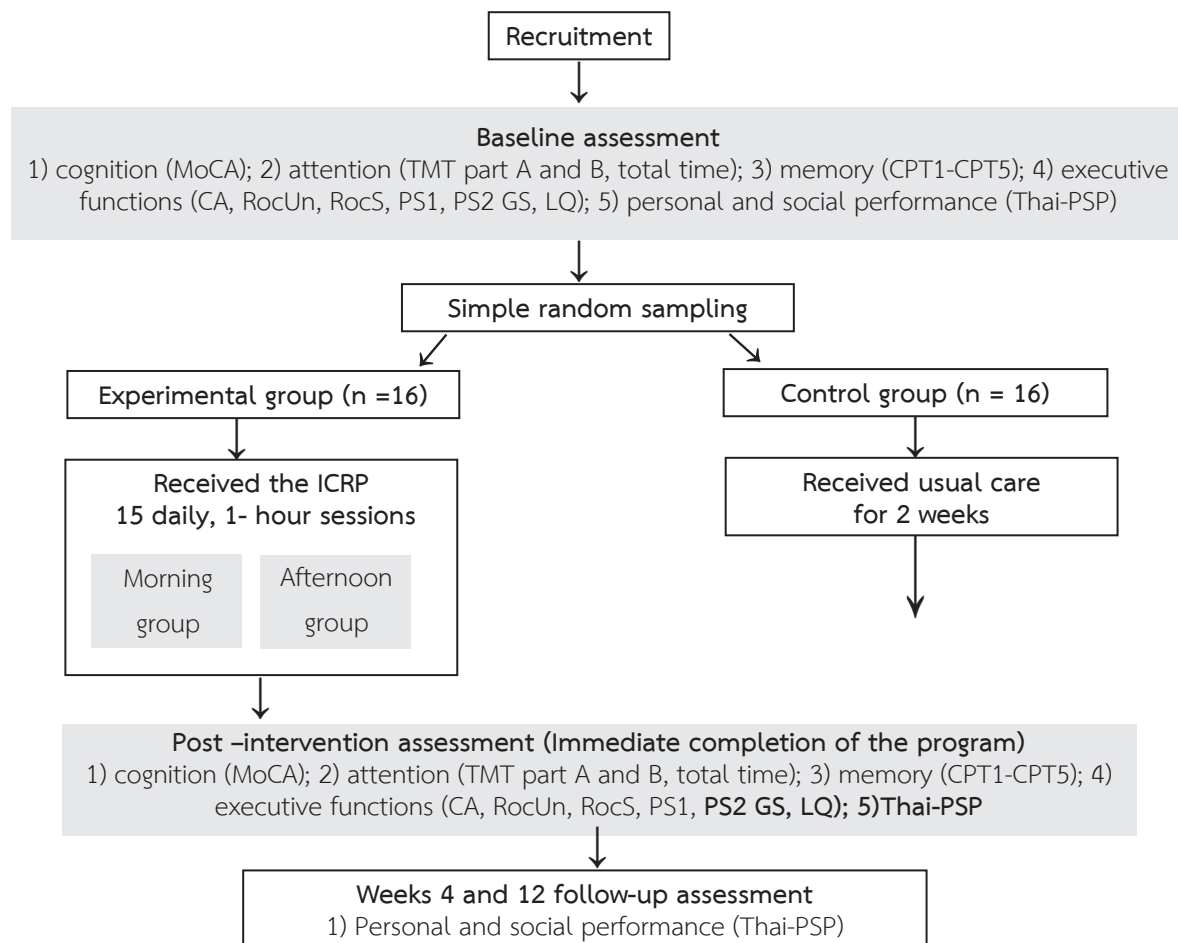 Recruitment
Baseline assessment
1) cognition (MoCA); 2) attention (TMT part A and B, total time); 3) memory (CPT1-CPT5); 4) executive
functions (CA, RocUn, RocS, PS1, PS2 GS, LQ); 5) personal and social performance (Thai-PSP)
Simple random sampling
Experimental group (n =16)
Control group (n = 16)
Received the ICRP
15 daily, 1- hour sessions
Morning
group
Afternoon
group
Received usual care
for 2 weeks
Post –intervention assessment (Immediate completion of the program)
1) cognition (MoCA); 2) attention (TMT part A and B, total time); 3) memory (CPT1-CPT5); 4)
executive functions (CA, RocUn, RocS, PS1, PS2 GS, LQ); 5)Thai-PSP
Weeks 4 and 12 follow-up assessment
1) Personal and social performance (Thai-PSP)